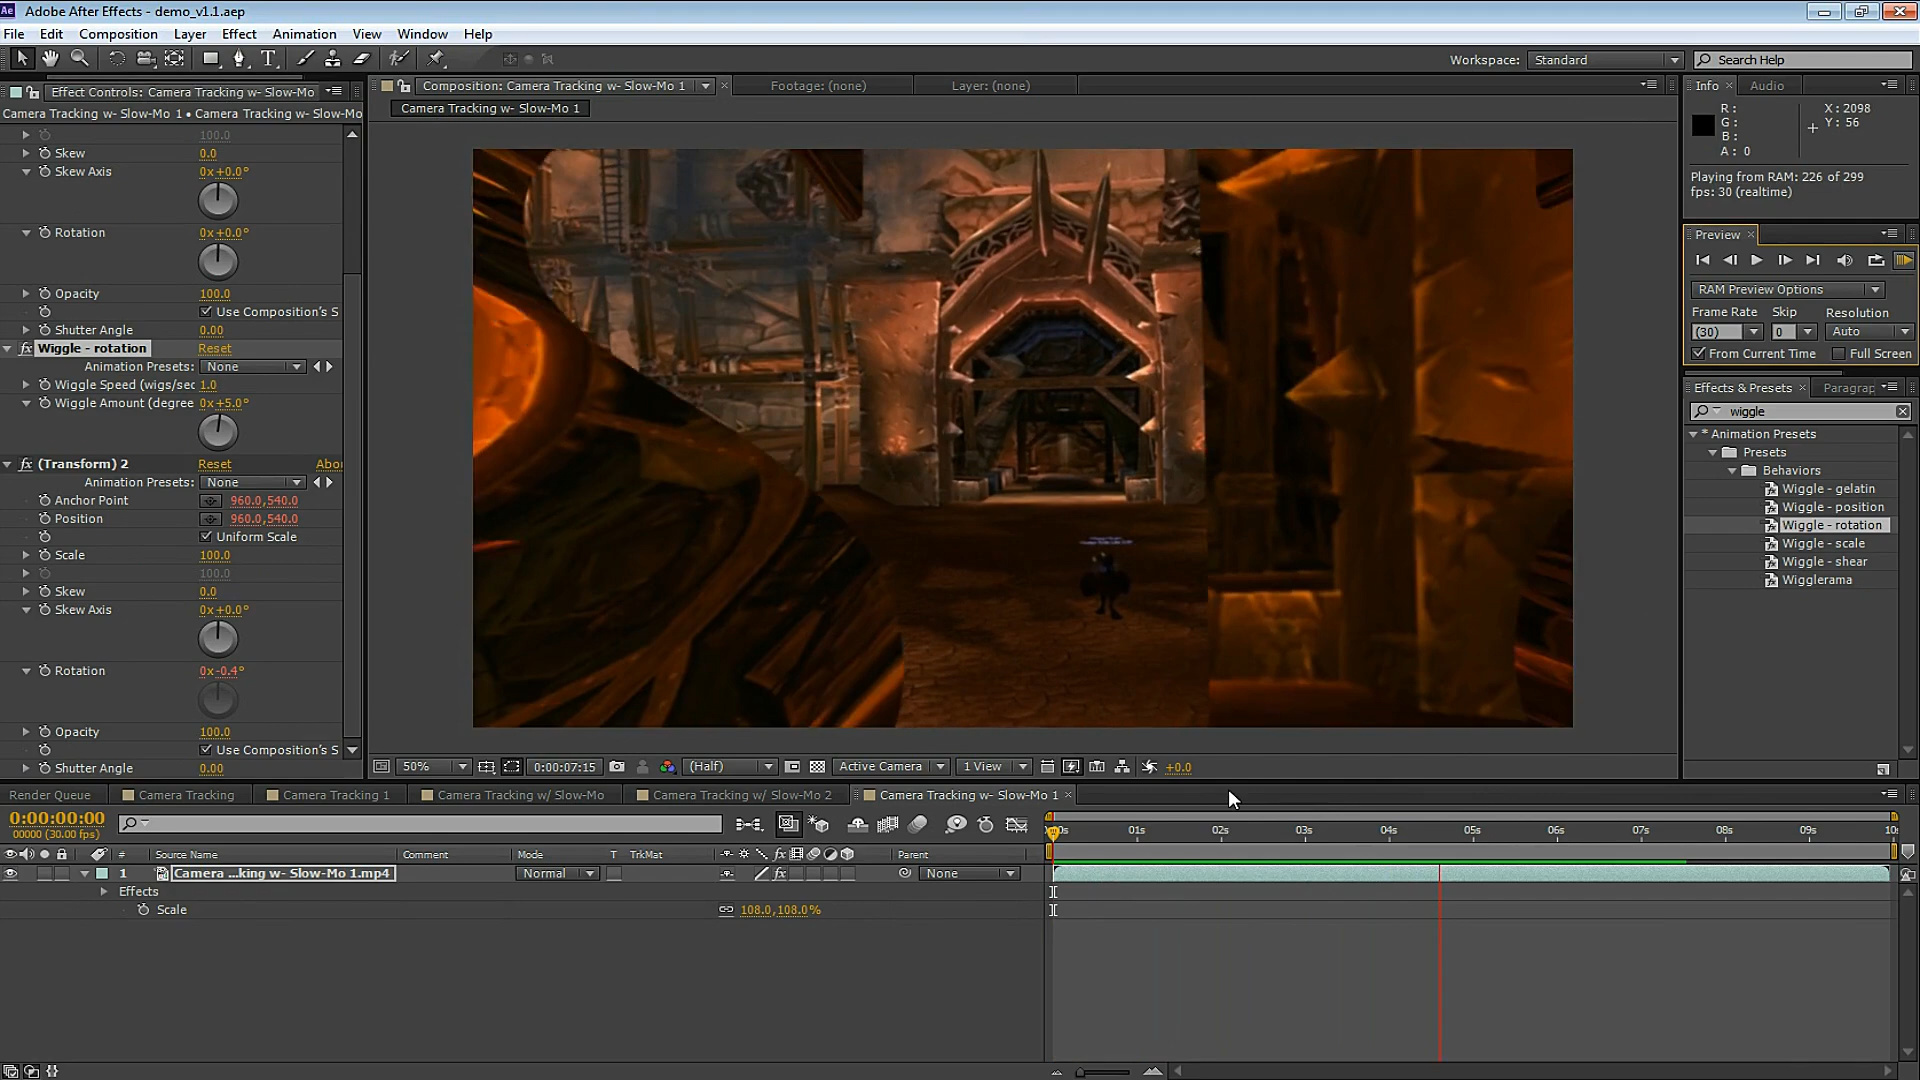 Ae Adobe After Effects - demo_v1.1.aep
File Edit Composition Layer Effect Animation View Window Help
Workspace: Standard Search Help
Effect Controls: Camera Tracking w- Slow-Mo
Camera Tracking w- Slow-Mo 1 • Camera Tracking w- Slow-Mo
100.0
Skew 0.0
Skew Axis 0x+0.0°
Rotation 0x+0.0°
Opacity 100.0
Use Composition's S
Shutter Angle 0.00
fx Wiggle - rotation Reset
Animation Presets: None
Wiggle Speed (wigs/sec 1.0
Wiggle Amount (degree 0x+5.0°
fx (Transform) 2 Reset Abou
Animation Presets: None
Anchor Point 960.0,540.0
Position 960.0,540.0
Uniform Scale
Scale 100.0
100.0
Skew 0.0
Skew Axis 0x+0.0°
Rotation 0x-0.4°
Opacity 100.0
Use Composition's S
Shutter Angle 0.00
Composition: Camera Tracking w- Slow-Mo 1 Footage: (none) Layer: (none)
Camera Tracking w- Slow-Mo 1
50% 0:00:07:15 (Half) Active Camera 1 View +0.0
Info Audio
R: X: 2098
G: Y: 56
B:
A: 0
Playing from RAM: 226 of 299
fps: 30 (realtime)
Preview
RAM Preview Options
Frame Rate Skip Resolution
(30) 0 Auto
From Current Time Full Screen
Effects & Presets Paragrap
wiggle
* Animation Presets
Presets
Behaviors
Wiggle - gelatin
Wiggle - position
Wiggle - rotation
Wiggle - scale
Wiggle - shear
Wigglerama
Render Queue Camera Tracking Camera Tracking 1 Camera Tracking w/ Slow-Mo Camera Tracking w/ Slow-Mo 2 Camera Tracking w- Slow-Mo 1
0:00:00:00
00000 (30.00 fps)
01s 02s 03s 04s 05s 06s 07s 08s 09s 10s
# Source Name Comment Mode T TrkMat fx Parent
1 Camera ...king w- Slow-Mo 1.mp4 Normal fx None
Effects
Scale 108.0,108.0%